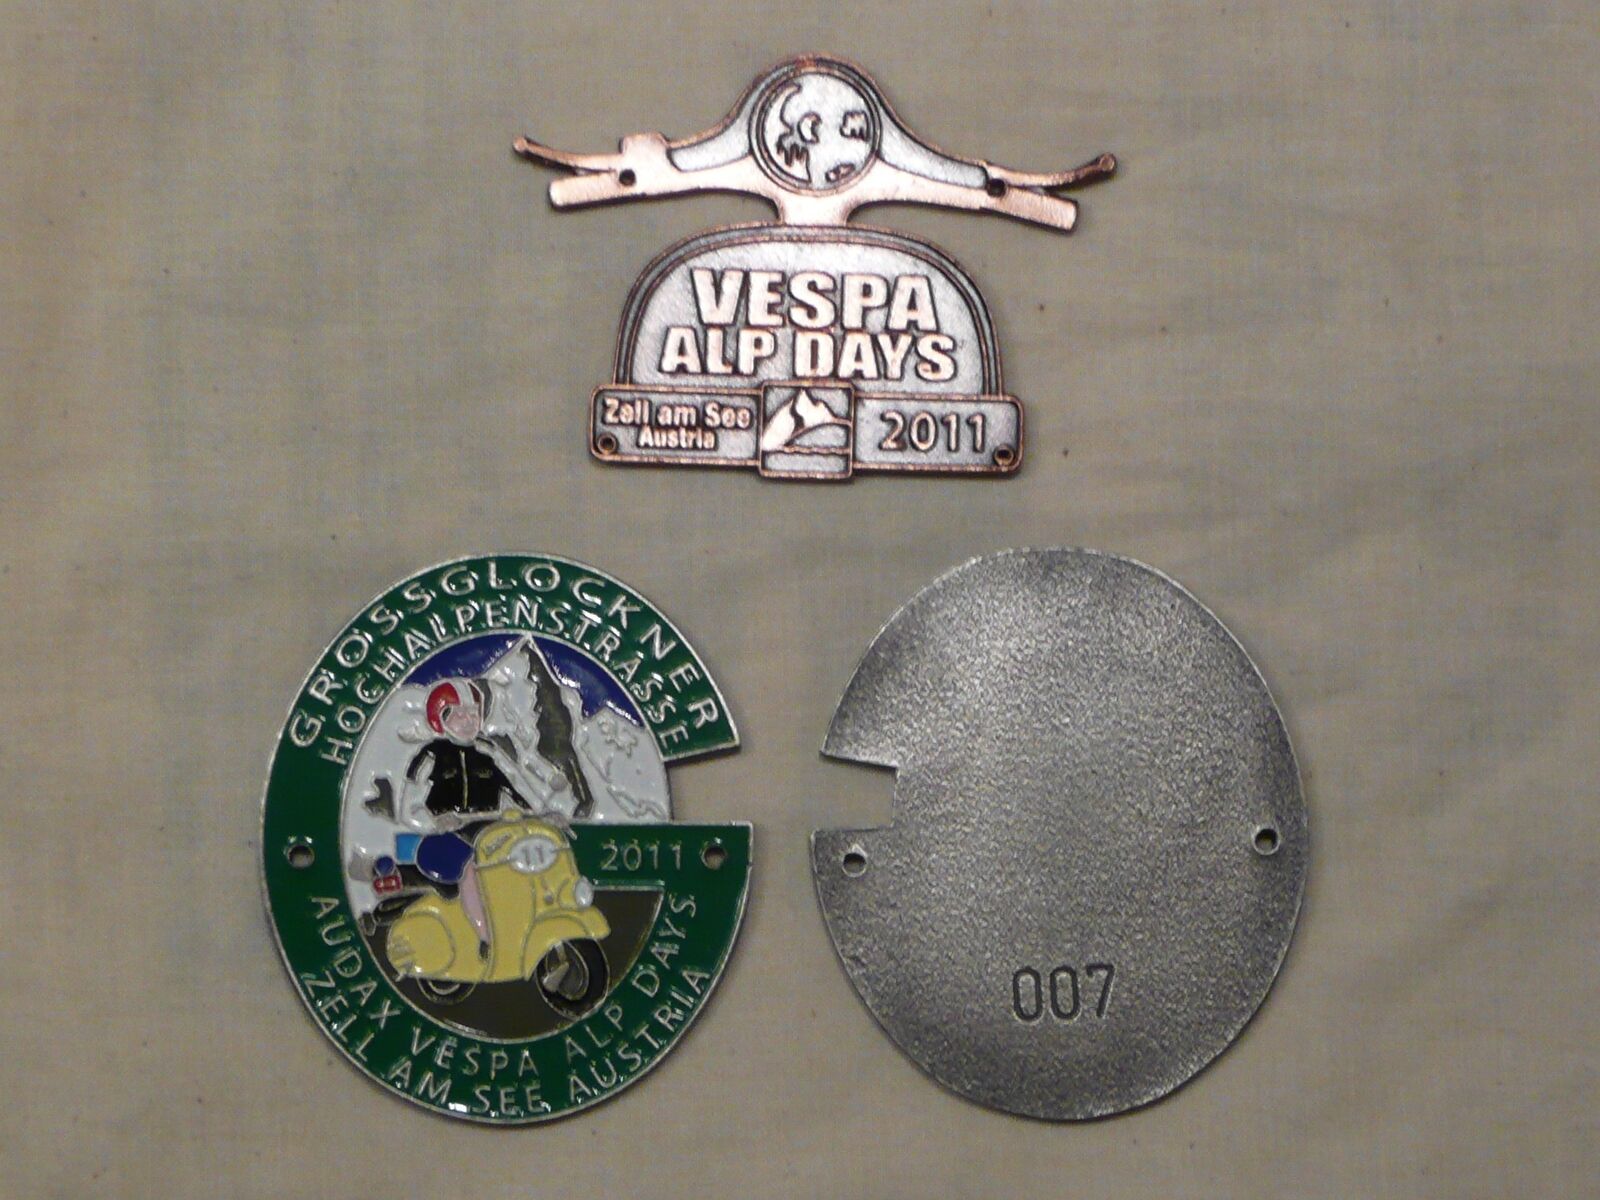 VESPA
ALP DAYS
Zell am See
Austria
2011
GROSSGLOCKNER
HOCHALPENSTRASSE
11
2011
AUDAX VESPA ALP DAYS
ZELL AM SEE AUSTRIA
007